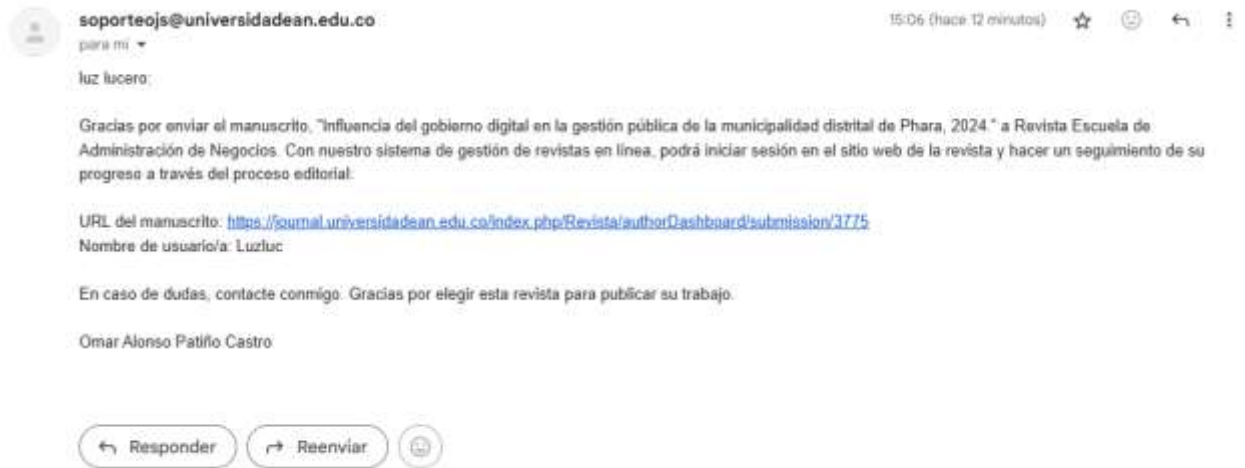 soporteojs@universidadean.edu.co
15:06 (hace 12 minutos)
para mí
luz lucero:
Gracias por enviar el manuscrito, "Influencia del gobierno digital en la gestión pública de la municipalidad distrital de Phara, 2024." a Revista Escuela de
Administración de Negocios. Con nuestro sistema de gestión de revistas en línea, podrá iniciar sesión en el sitio web de la revista y hacer un seguimiento de su
progreso a través del proceso editorial:
URL del manuscrito: https://journal.universidadean.edu.co/index.php/Revista/authorDashboard/submission/3775
Nombre de usuario/a: Luzluc
En caso de dudas, contacte conmigo. Gracias por elegir esta revista para publicar su trabajo.
Omar Alonso Patiño Castro
Responder
Reenviar